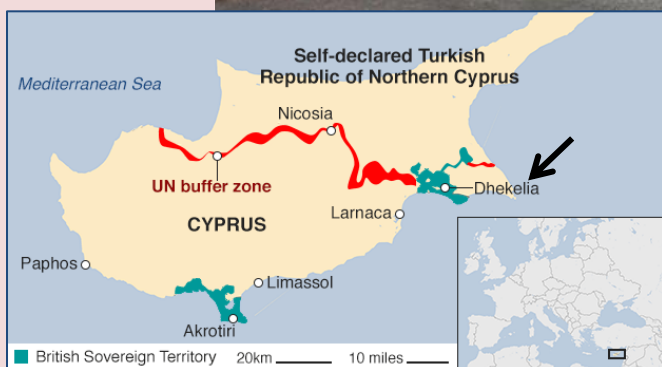 Self-declared Turkish
Republic of Northern Cyprus
Mediterranean Sea
Nicosia
UN buffer zone
Dhekelia
Larnaca
CYPRUS
Paphos
Limassol
Akrotiri
British Sovereign Territory 20km 10 miles